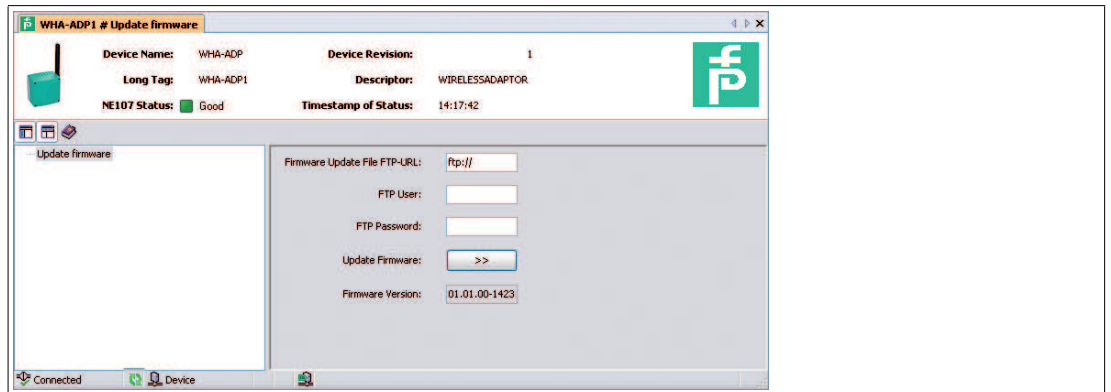 WHA-ADP1 # Update firmware
Device Name: WHA-ADP Device Revision: 1
Long Tag: WHA-ADP1 Descriptor: WIRELESSADAPTOR
NE107 Status: Good Timestamp of Status: 14:17:42
Update firmware
Firmware Update File FTP-URL: ftp://
FTP User:
FTP Password:
Update Firmware: >>
Firmware Version: 01.01.00-1423
Connected Device